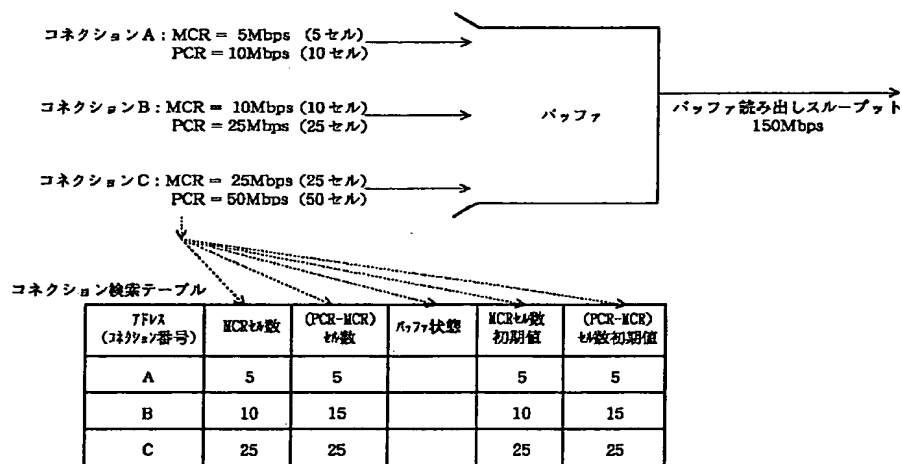 コネクションA：MCR = 5Mbps (5セル)
PCR = 10Mbps (10セル)
コネクションB：MCR = 10Mbps (10セル)
PCR = 25Mbps (25セル)
コネクションC：MCR = 25Mbps (25セル)
PCR = 50Mbps (50セル)
バッファ
バッファ読み出しスループット
150Mbps
コネクション検索テーブル
アドレス
(コネクション番号)
MCRセル数
(PCR-MCR)
セル数
バッファ状態
MCRセル数
初期値
(PCR-MCR)
セル数初期値
A 5 5 5 5
B 10 15 10 15
C 25 25 25 25